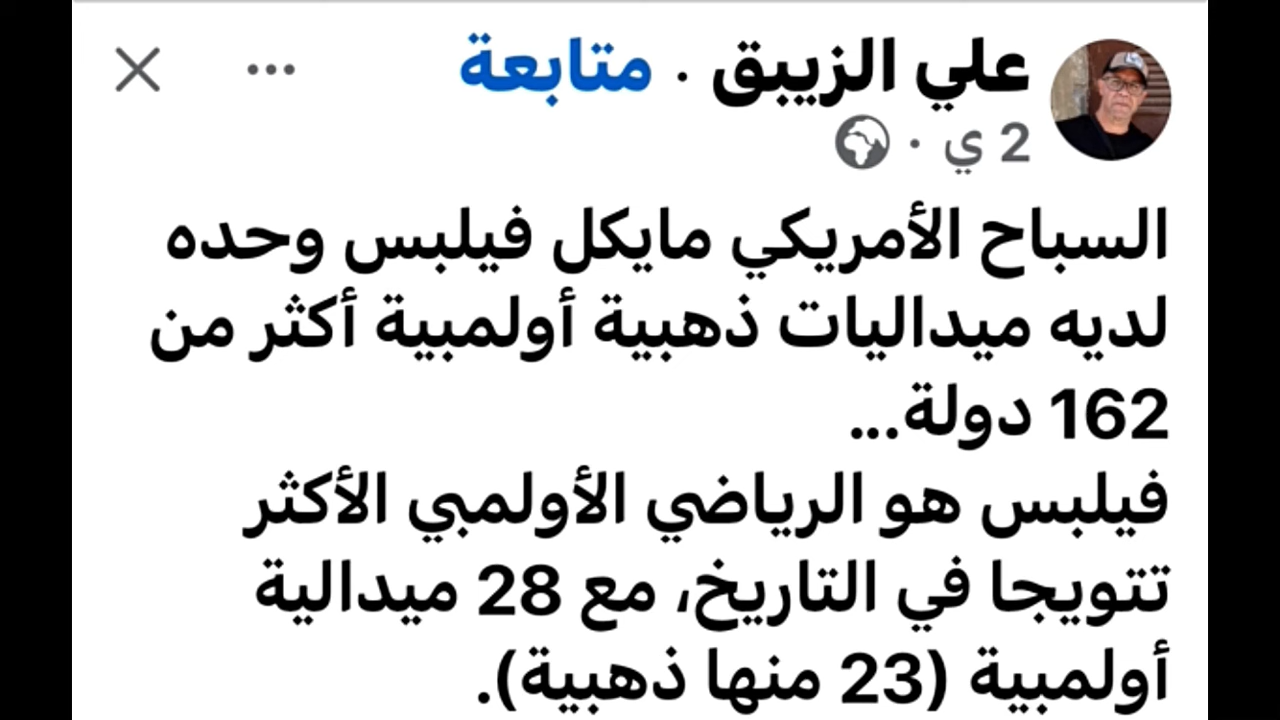 علي الزيبق · متابعة
2 ي ·
السباح الأمريكي مايكل فيلبس وحده
لديه ميداليات ذهبية أولمبية أكثر من
162 دولة...
فيلبس هو الرياضي الأولمبي الأكثر
تتويجا في التاريخ، مع 28 ميدالية
أولمبية (23 منها ذهبية).